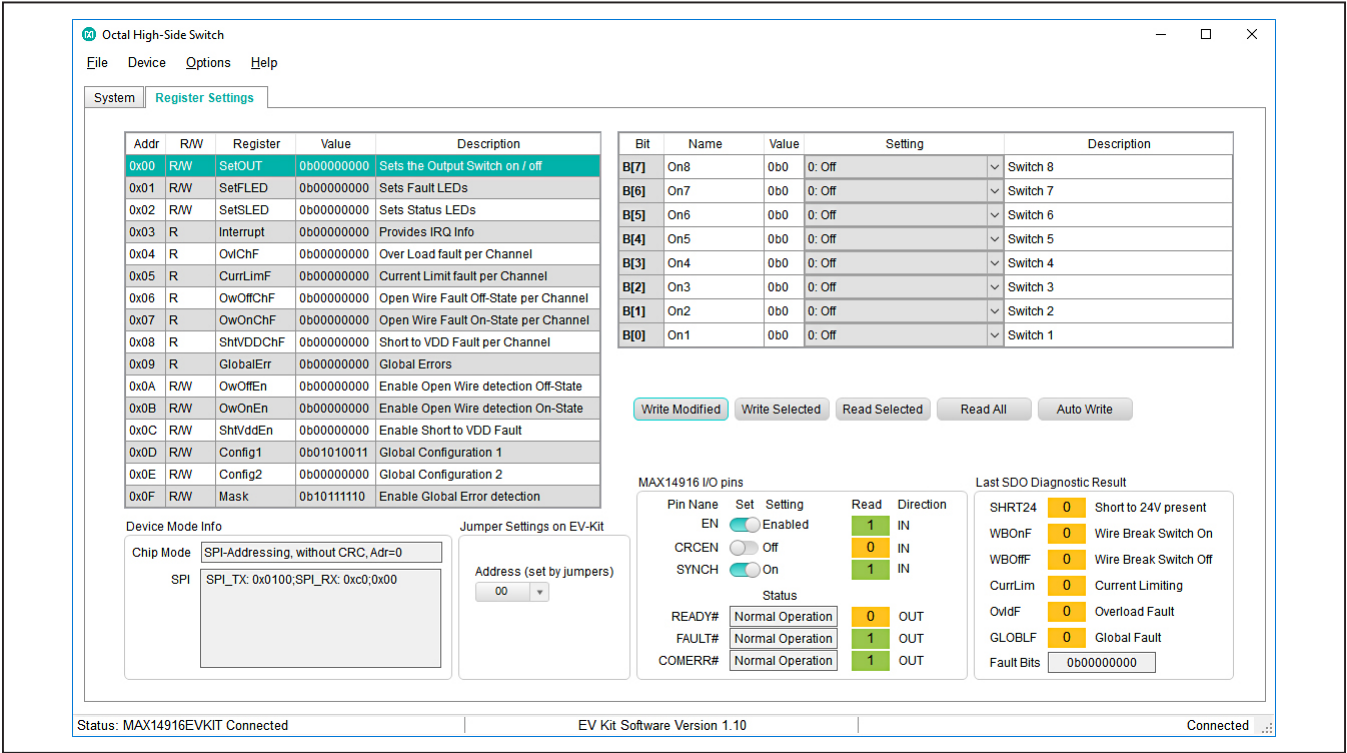 Octal High-Side Switch
File Device Options Help
System Register Settings
Addr R/W Register Value Description
0x00 R/W SetOUT 0b00000000 Sets the Output Switch on / off
0x01 R/W SetFLED 0b00000000 Sets Fault LEDs
0x02 R/W SetSLED 0b00000000 Sets Status LEDs
0x03 R Interrupt 0b00000000 Provides IRQ Info
0x04 R OvlChF 0b00000000 Over Load fault per Channel
0x05 R CurrLimF 0b00000000 Current Limit fault per Channel
0x06 R OwOffChF 0b00000000 Open Wire Fault Off-State per Channel
0x07 R OwOnChF 0b00000000 Open Wire Fault On-State per Channel
0x08 R ShtVDDChF 0b00000000 Short to VDD Fault per Channel
0x09 R GlobalErr 0b00000000 Global Errors
0x0A R/W OwOffEn 0b00000000 Enable Open Wire detection Off-State
0x0B R/W OwOnEn 0b00000000 Enable Open Wire detection On-State
0x0C R/W ShtVddEn 0b00000000 Enable Short to VDD Fault
0x0D R/W Config1 0b01010011 Global Configuration 1
0x0E R/W Config2 0b00000000 Global Configuration 2
0x0F R/W Mask 0b10111110 Enable Global Error detection
Bit Name Value Setting Description
B[7] On8 0b0 0: Off Switch 8
B[6] On7 0b0 0: Off Switch 7
B[5] On6 0b0 0: Off Switch 6
B[4] On5 0b0 0: Off Switch 5
B[3] On4 0b0 0: Off Switch 4
B[2] On3 0b0 0: Off Switch 3
B[1] On2 0b0 0: Off Switch 2
B[0] On1 0b0 0: Off Switch 1
Write Modified Write Selected Read Selected Read All Auto Write
Device Mode Info
Chip Mode SPI-Addressing, without CRC, Adr=0
SPI SPI_TX: 0x0100;SPI_RX: 0xc0;0x00
Jumper Settings on EV-Kit
Address (set by jumpers)
00
MAX14916 I/O pins
Pin Nane Set Setting Read Direction
EN Enabled 1 IN
CRCEN Off 0 IN
SYNCH On 1 IN
Status
READY# Normal Operation 0 OUT
FAULT# Normal Operation 1 OUT
COMERR# Normal Operation 1 OUT
Last SDO Diagnostic Result
SHRT24 0 Short to 24V present
WBOnF 0 Wire Break Switch On
WBOffF 0 Wire Break Switch Off
CurrLim 0 Current Limiting
OvldF 0 Overload Fault
GLOBLF 0 Global Fault
Fault Bits 0b00000000
Status: MAX14916EVKIT Connected EV Kit Software Version 1.10 Connected